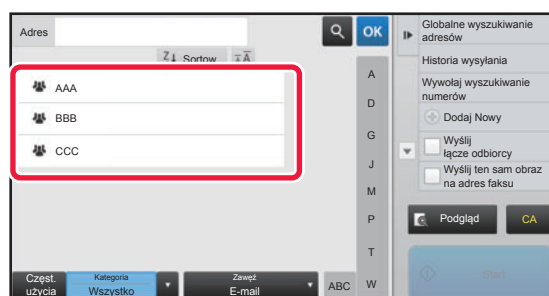 Adres
OK
Z↓ Sortow.
AAA
BBB
CCC
A
D
G
J
M
P
T
W
ABC
Częst.
użycia
Kategoria
Wszystko
Zawęź
E-mail
Globalne wyszukiwanie
adresów
Historia wysyłania
Wywołaj wyszukiwanie
numerów
Dodaj Nowy
Wyślij
łącze odbiorcy
Wyślij ten sam obraz
na adres faksu
Podgląd
CA
Start